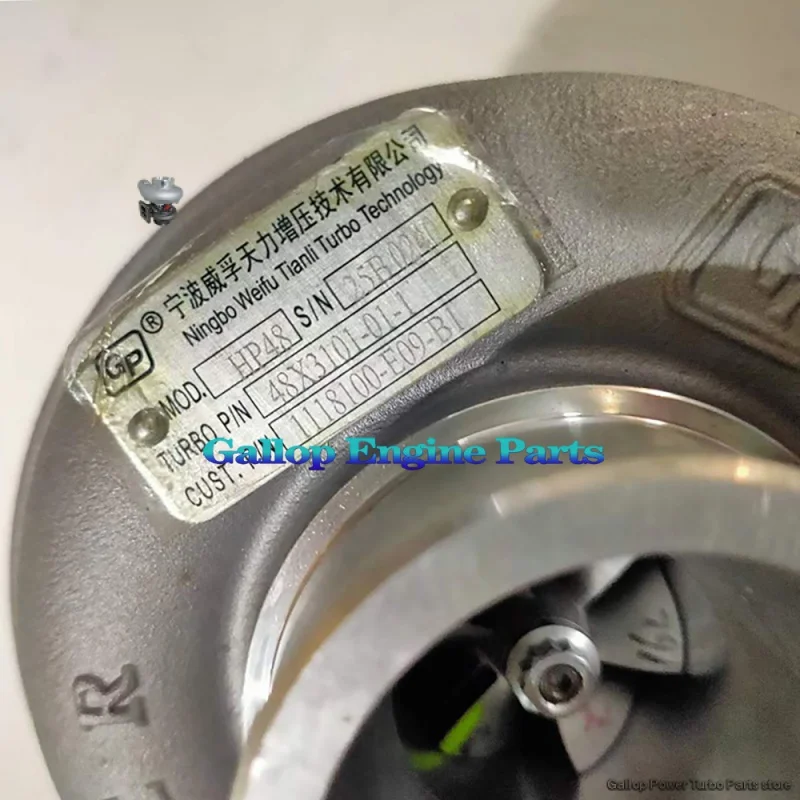 宁波威孚天力增压技术有限公司
Ningbo Weifu Tianli Turbo Technology
GP ®
MOD. HP48 S/N 25B0240
TURBO P/N 48X3101-01-1
CUST. 1118100-E09-B1
Gallop Engine Parts
ER
Gallop Power Turbo Parts store